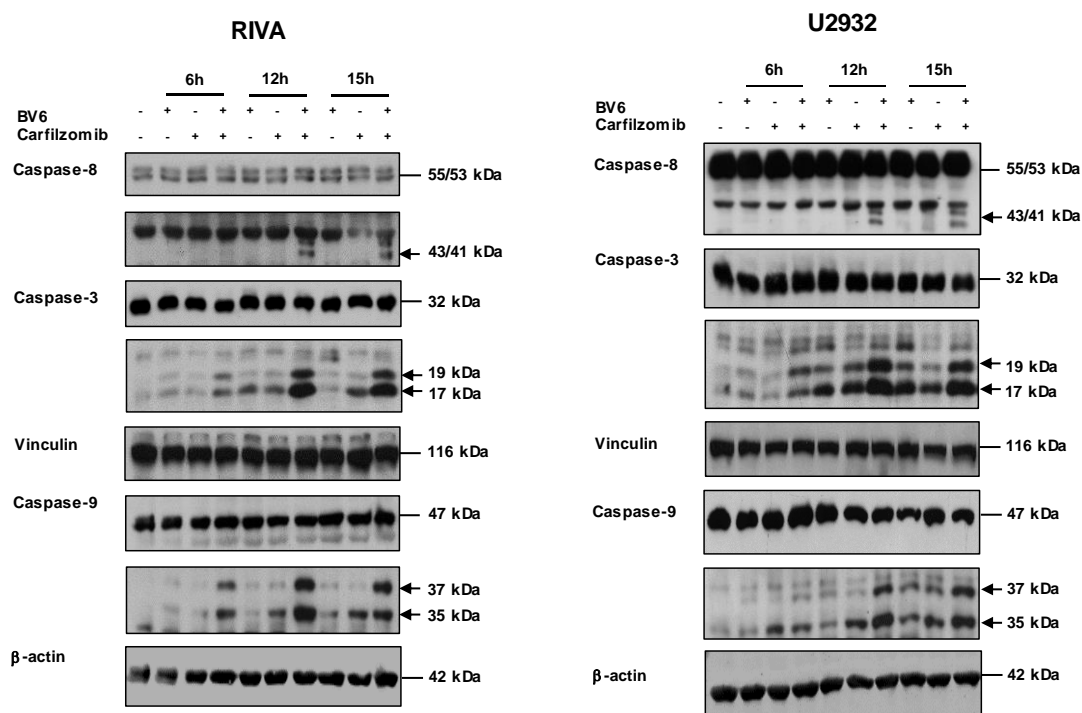 RIVA
6h 12h 15h
BV6 - + - + + - + + - +
Carfilzomib - - + + - + + - + +
Caspase-8 55/53 kDa
43/41 kDa
Caspase-3 32 kDa
19 kDa
17 kDa
Vinculin 116 kDa
Caspase-9 47 kDa
37 kDa
35 kDa
β-actin 42 kDa
U2932
6h 12h 15h
BV6 - + - + + - + + - +
Carfilzomib - - + + - + + - + +
Caspase-8 55/53 kDa
43/41 kDa
Caspase-3 32 kDa
19 kDa
17 kDa
Vinculin 116 kDa
Caspase-9 47 kDa
37 kDa
35 kDa
β-actin 42 kDa